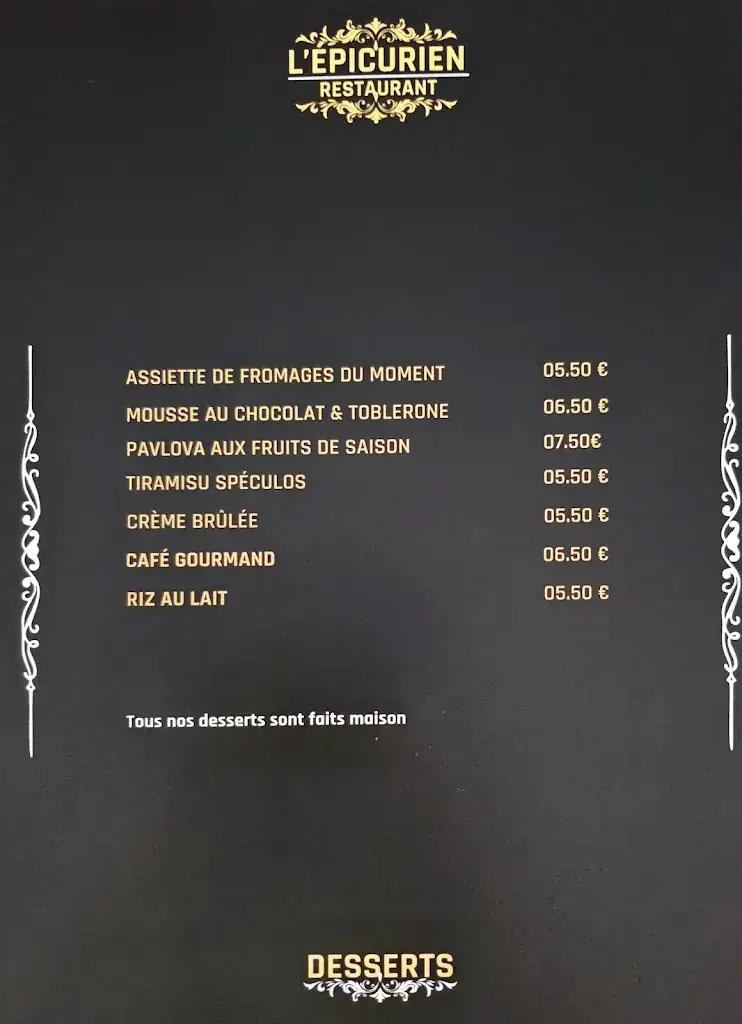 L'ÉPICURIEN
RESTAURANT
ASSIETTE DE FROMAGES DU MOMENT 05.50 €
MOUSSE AU CHOCOLAT & TOBLERONE 06.50 €
PAVLOVA AUX FRUITS DE SAISON 07.50€
TIRAMISU SPÉCULOS 05.50 €
CRÈME BRÛLÉE 05.50 €
CAFÉ GOURMAND 06.50 €
RIZ AU LAIT 05.50 €
Tous nos desserts sont faits maison
DESSERTS